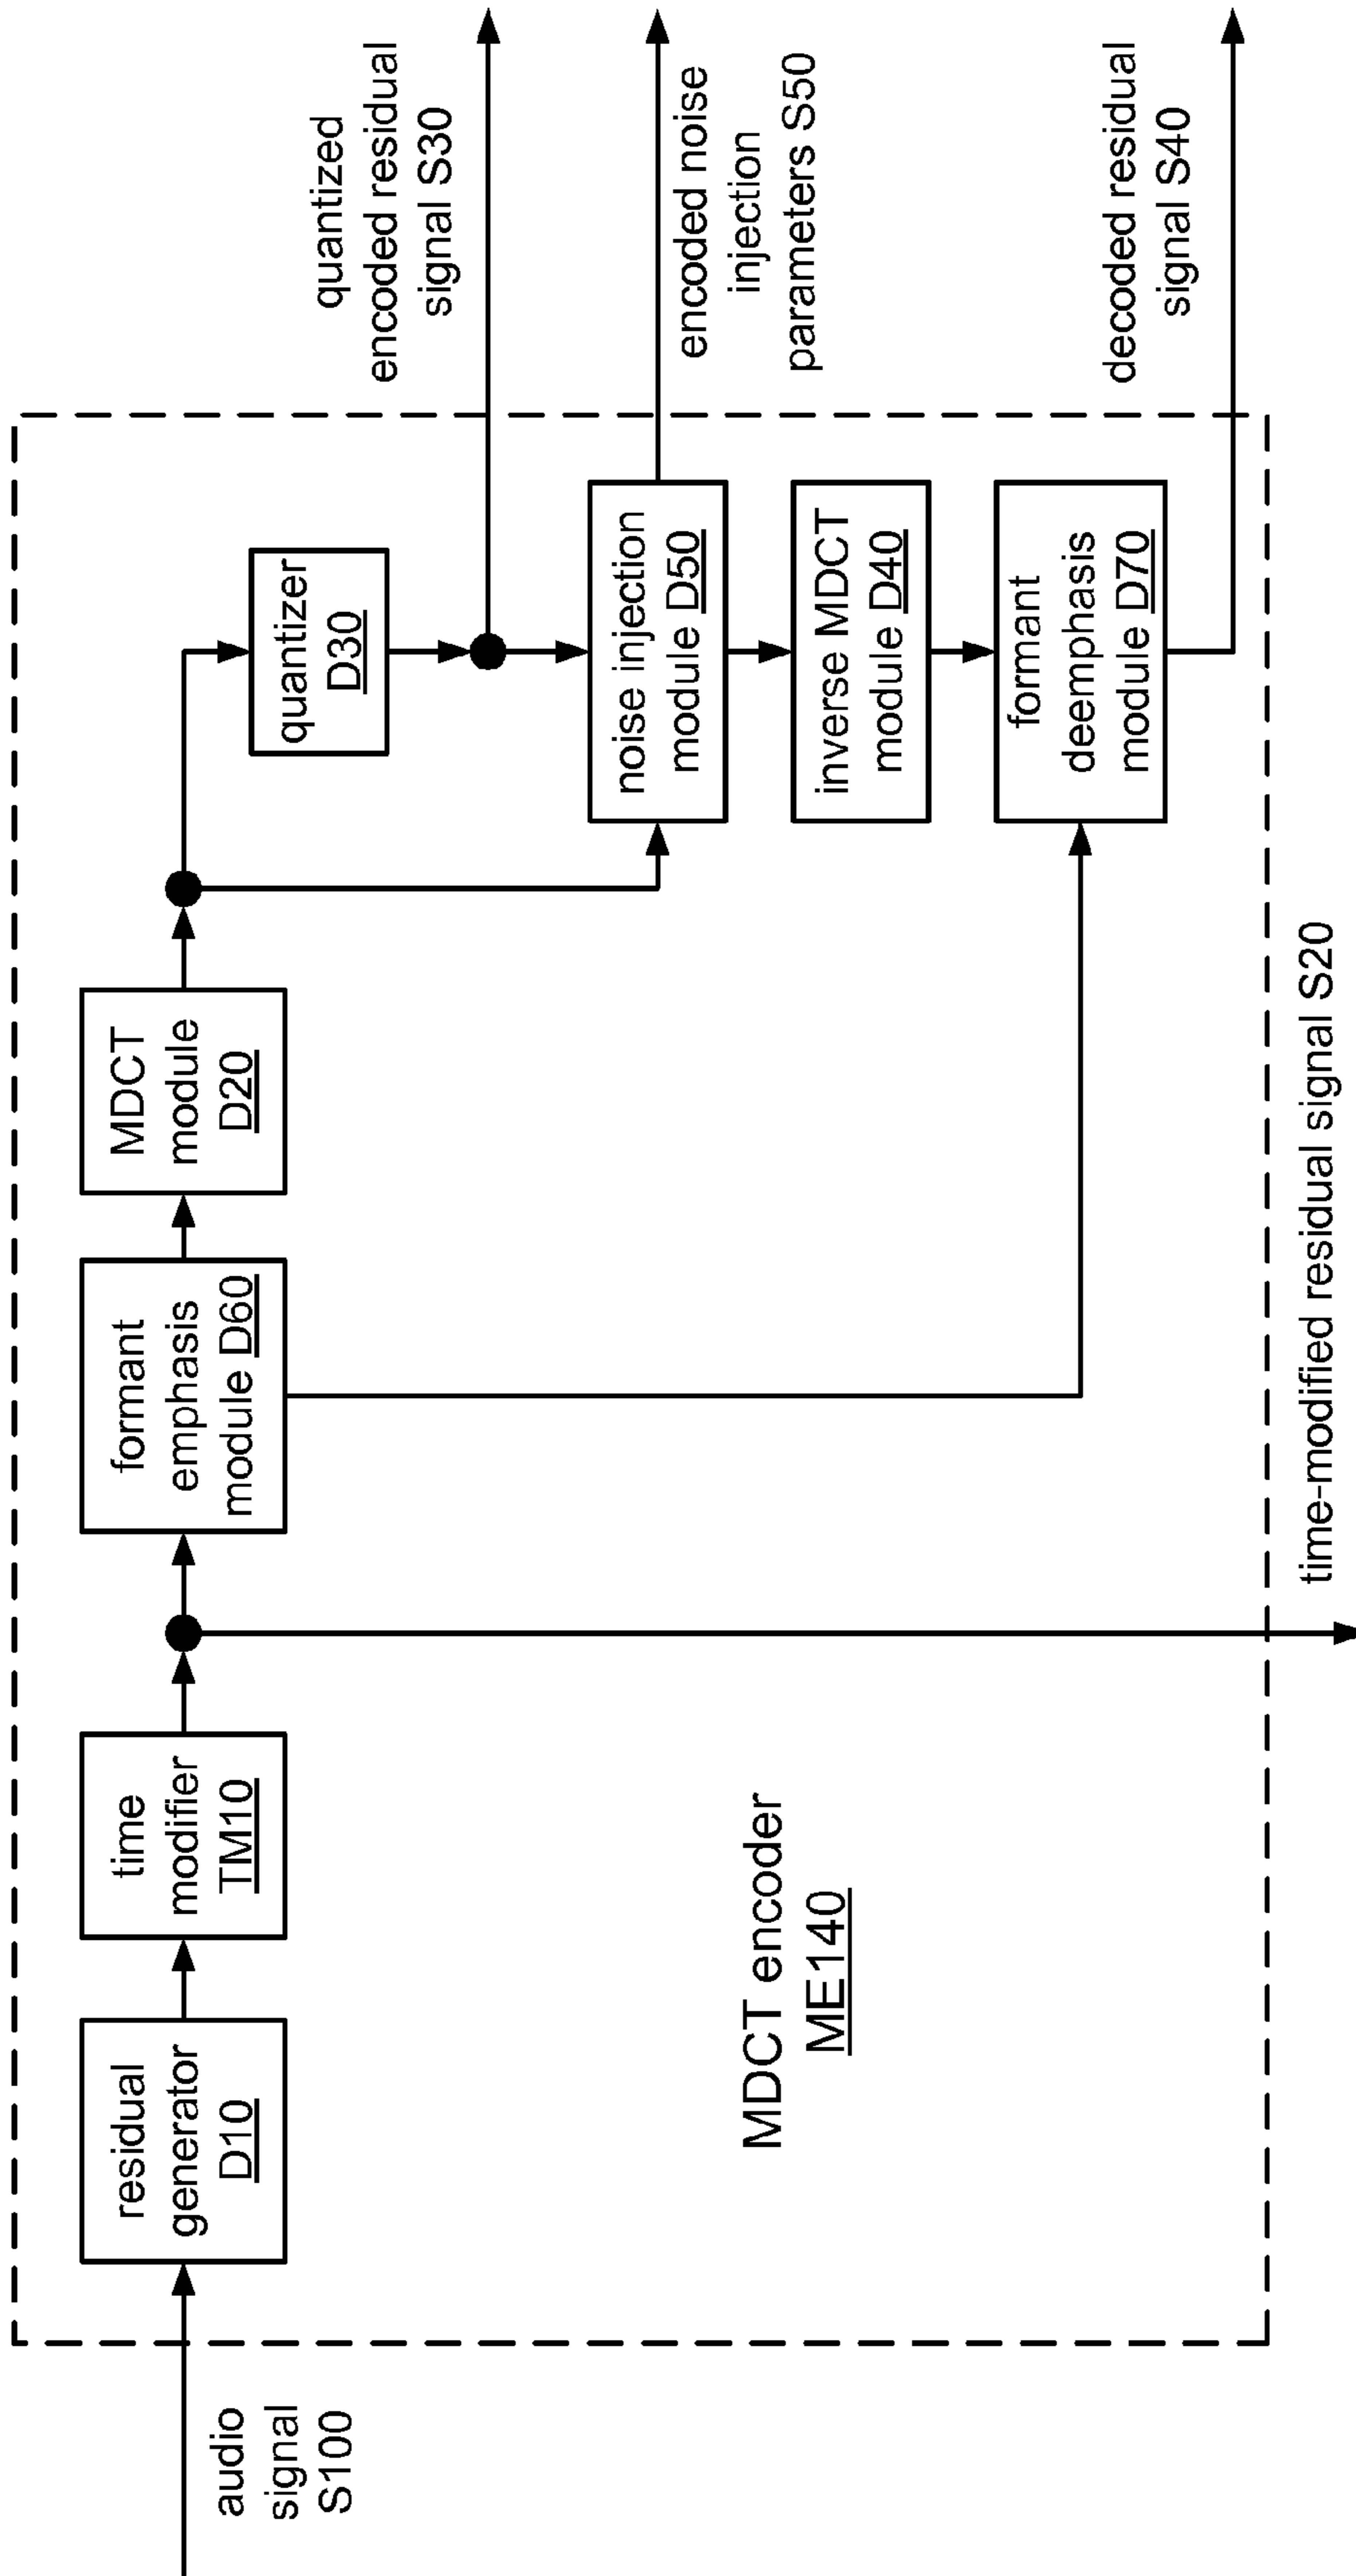 audio
signal
S100
residual
generator
D10
time
modifier
TM10
formant
emphasis
module D60
MDCT
module
D20
quantizer
D30
noise injection
module D50
inverse MDCT
module D40
formant
deemphasis
module D70
quantized
encoded residual
signal S30
encoded noise
injection
parameters S50
decoded residual
signal S40
MDCT encoder
ME140
time-modified residual signal S20